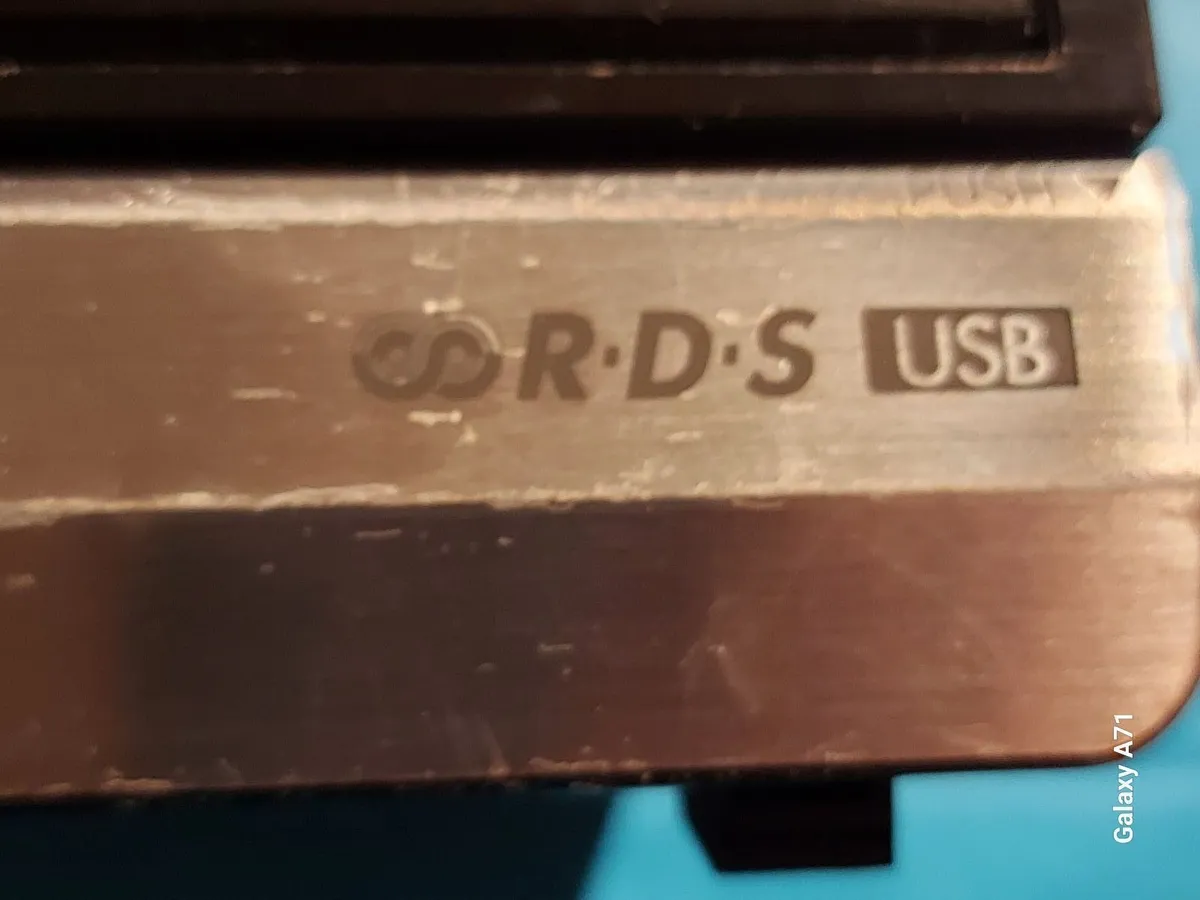 PUSH
R·D·S USB
Galaxy A71